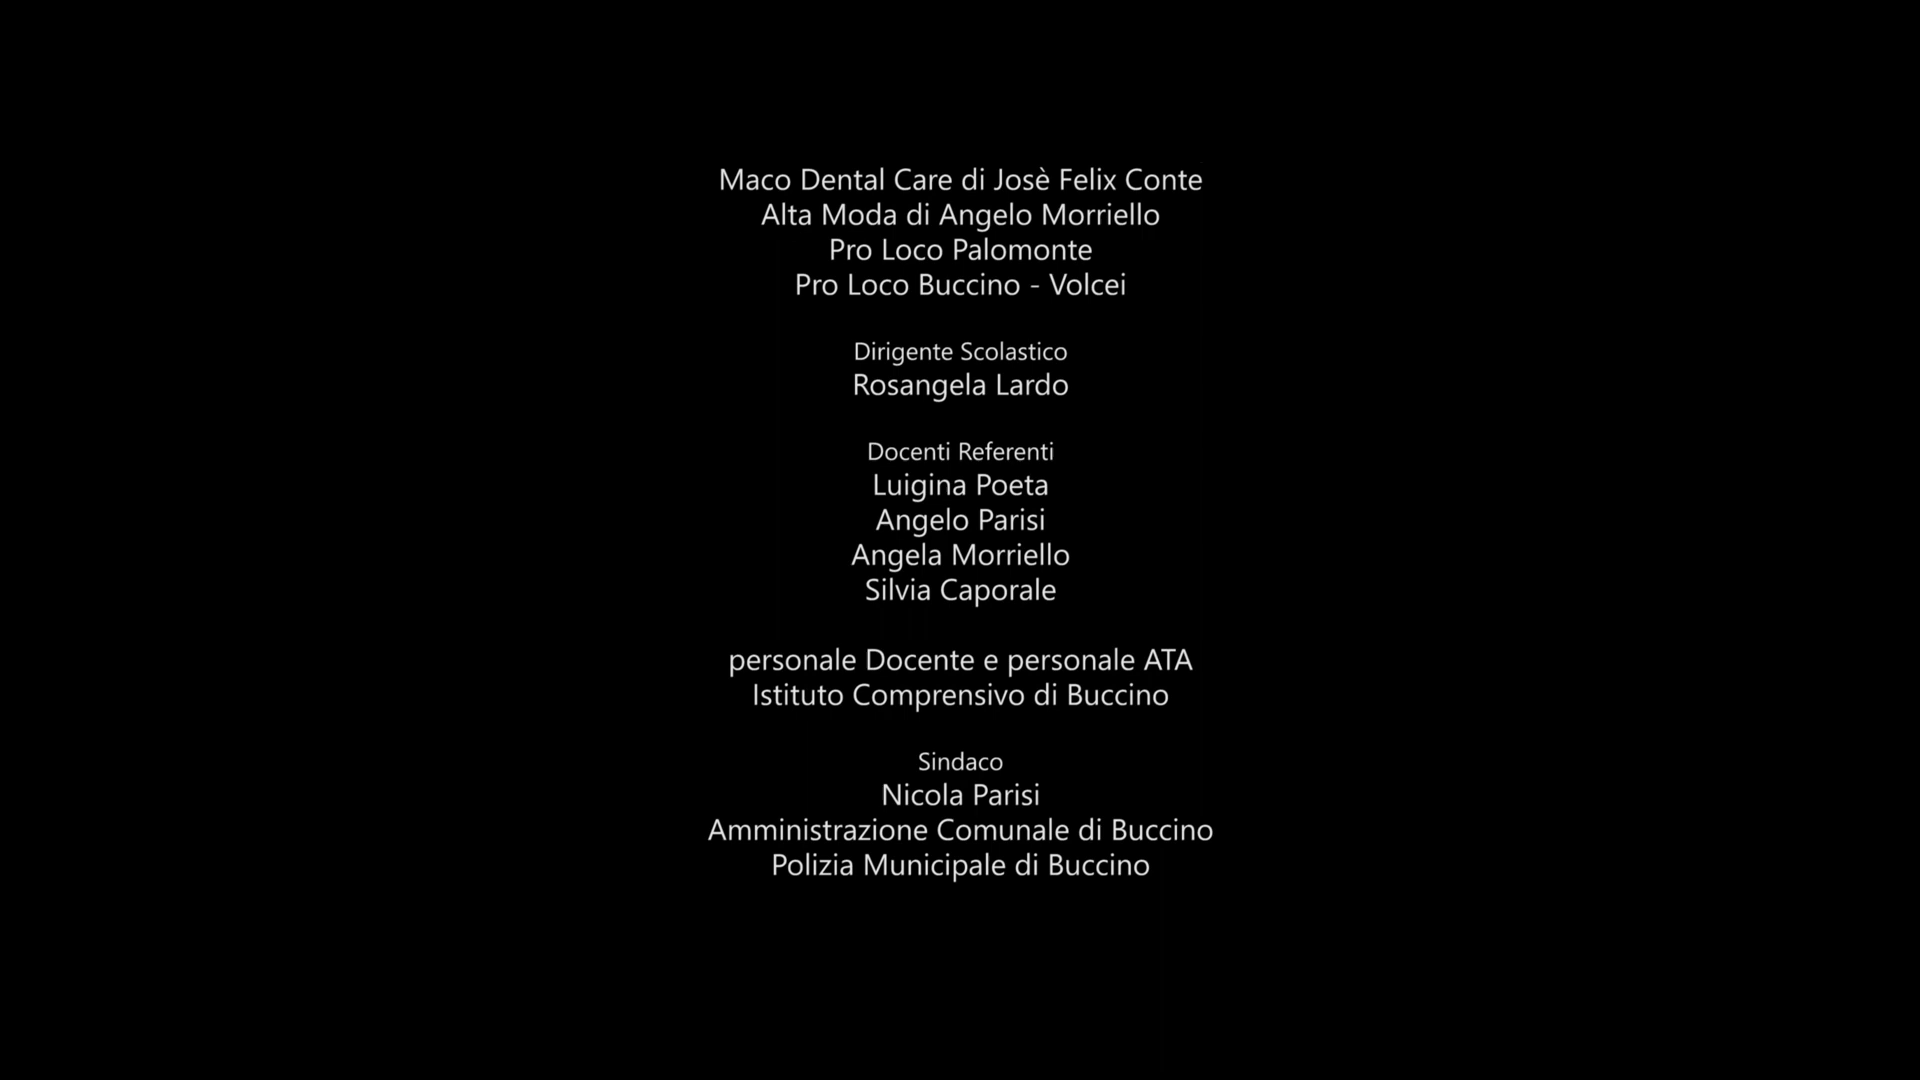 Maco Dental Care di Josè Felix Conte
Alta Moda di Angelo Morriello
Pro Loco Palomonte
Pro Loco Buccino - Volcei
Dirigente Scolastico
Rosangela Lardo
Docenti Referenti
Luigina Poeta
Angelo Parisi
Angela Morriello
Silvia Caporale
personale Docente e personale ATA
Istituto Comprensivo di Buccino
Sindaco
Nicola Parisi
Amministrazione Comunale di Buccino
Polizia Municipale di Buccino